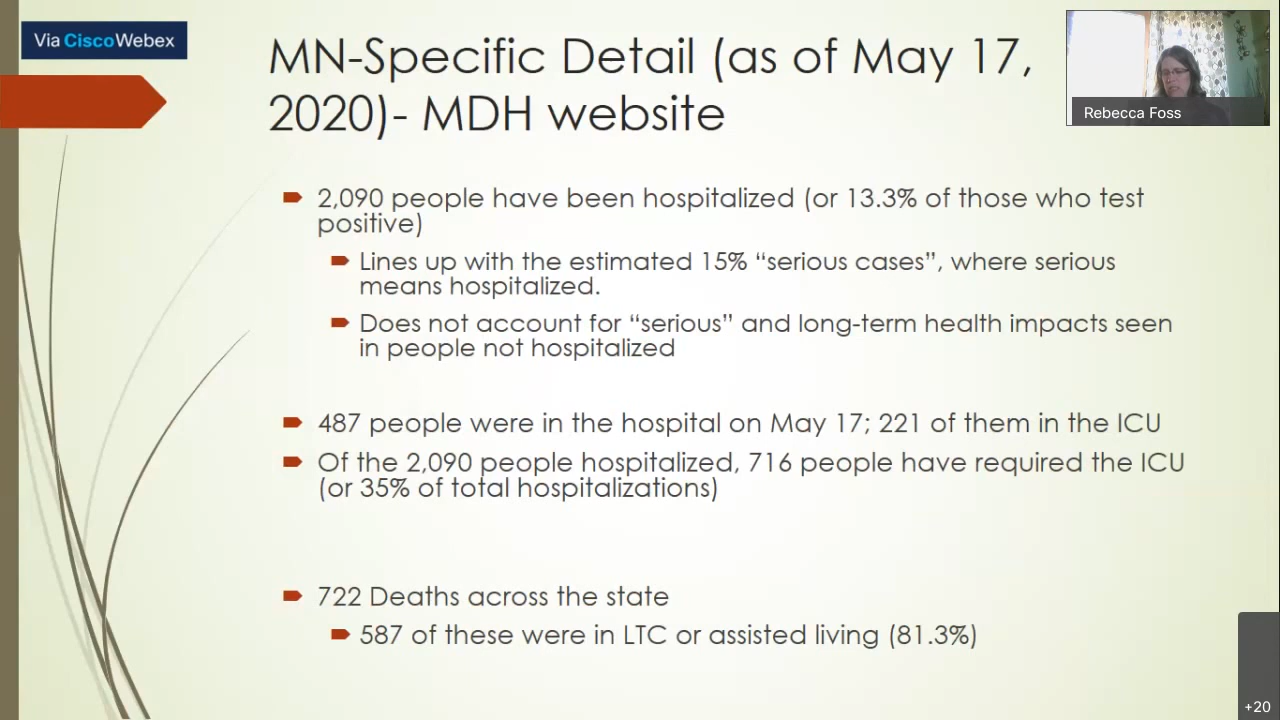 Via CiscoWebex
MN-Specific Detail (as of May 17,
2020)- MDH website
Rebecca Foss
2,090 people have been hospitalized (or 13.3% of those who test
positive)
Lines up with the estimated 15% “serious cases”, where serious
means hospitalized.
Does not account for “serious” and long-term health impacts seen
in people not hospitalized
487 people were in the hospital on May 17; 221 of them in the ICU
Of the 2,090 people hospitalized, 716 people have required the ICU
(or 35% of total hospitalizations)
722 Deaths across the state
587 of these were in LTC or assisted living (81.3%)
+20